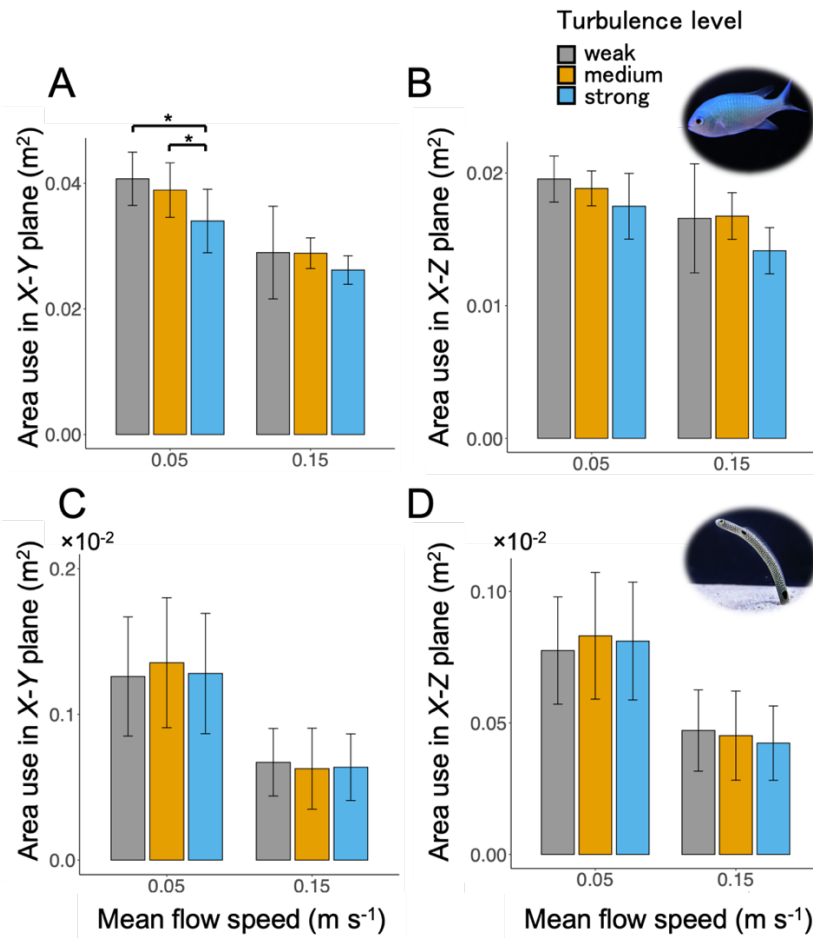 Turbulence level
weak
medium
strong
A
B
* *
Area use in X-Y plane (m²)
0.04
0.02
0.00
0.05 0.15
Area use in X-Z plane (m²)
0.02
0.01
0.00
0.05 0.15
C
D
×10⁻²
Area use in X-Y plane (m²)
0.2
0.1
0.0
0.05 0.15
Mean flow speed (m s⁻¹)
×10⁻²
Area use in X-Z plane (m²)
0.10
0.05
0.00
0.05 0.15
Mean flow speed (m s⁻¹)